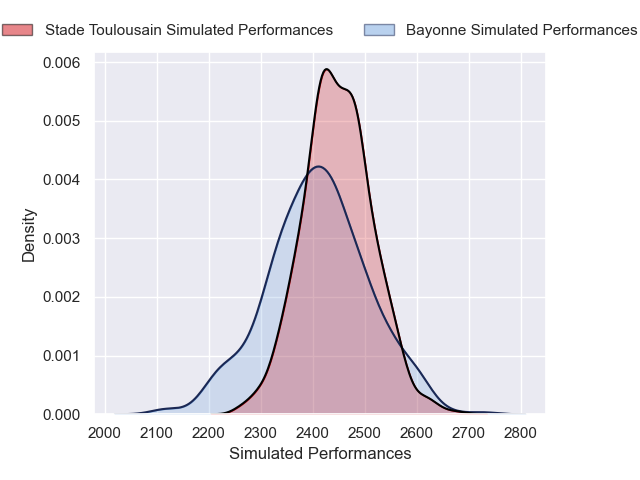 Stade Toulousain Simulated Performances
Bayonne Simulated Performances
0.006
0.005
0.004
0.003
0.002
0.001
0.000
Density
2000 2100 2200 2300 2400 2500 2600 2700 2800
Simulated Performances